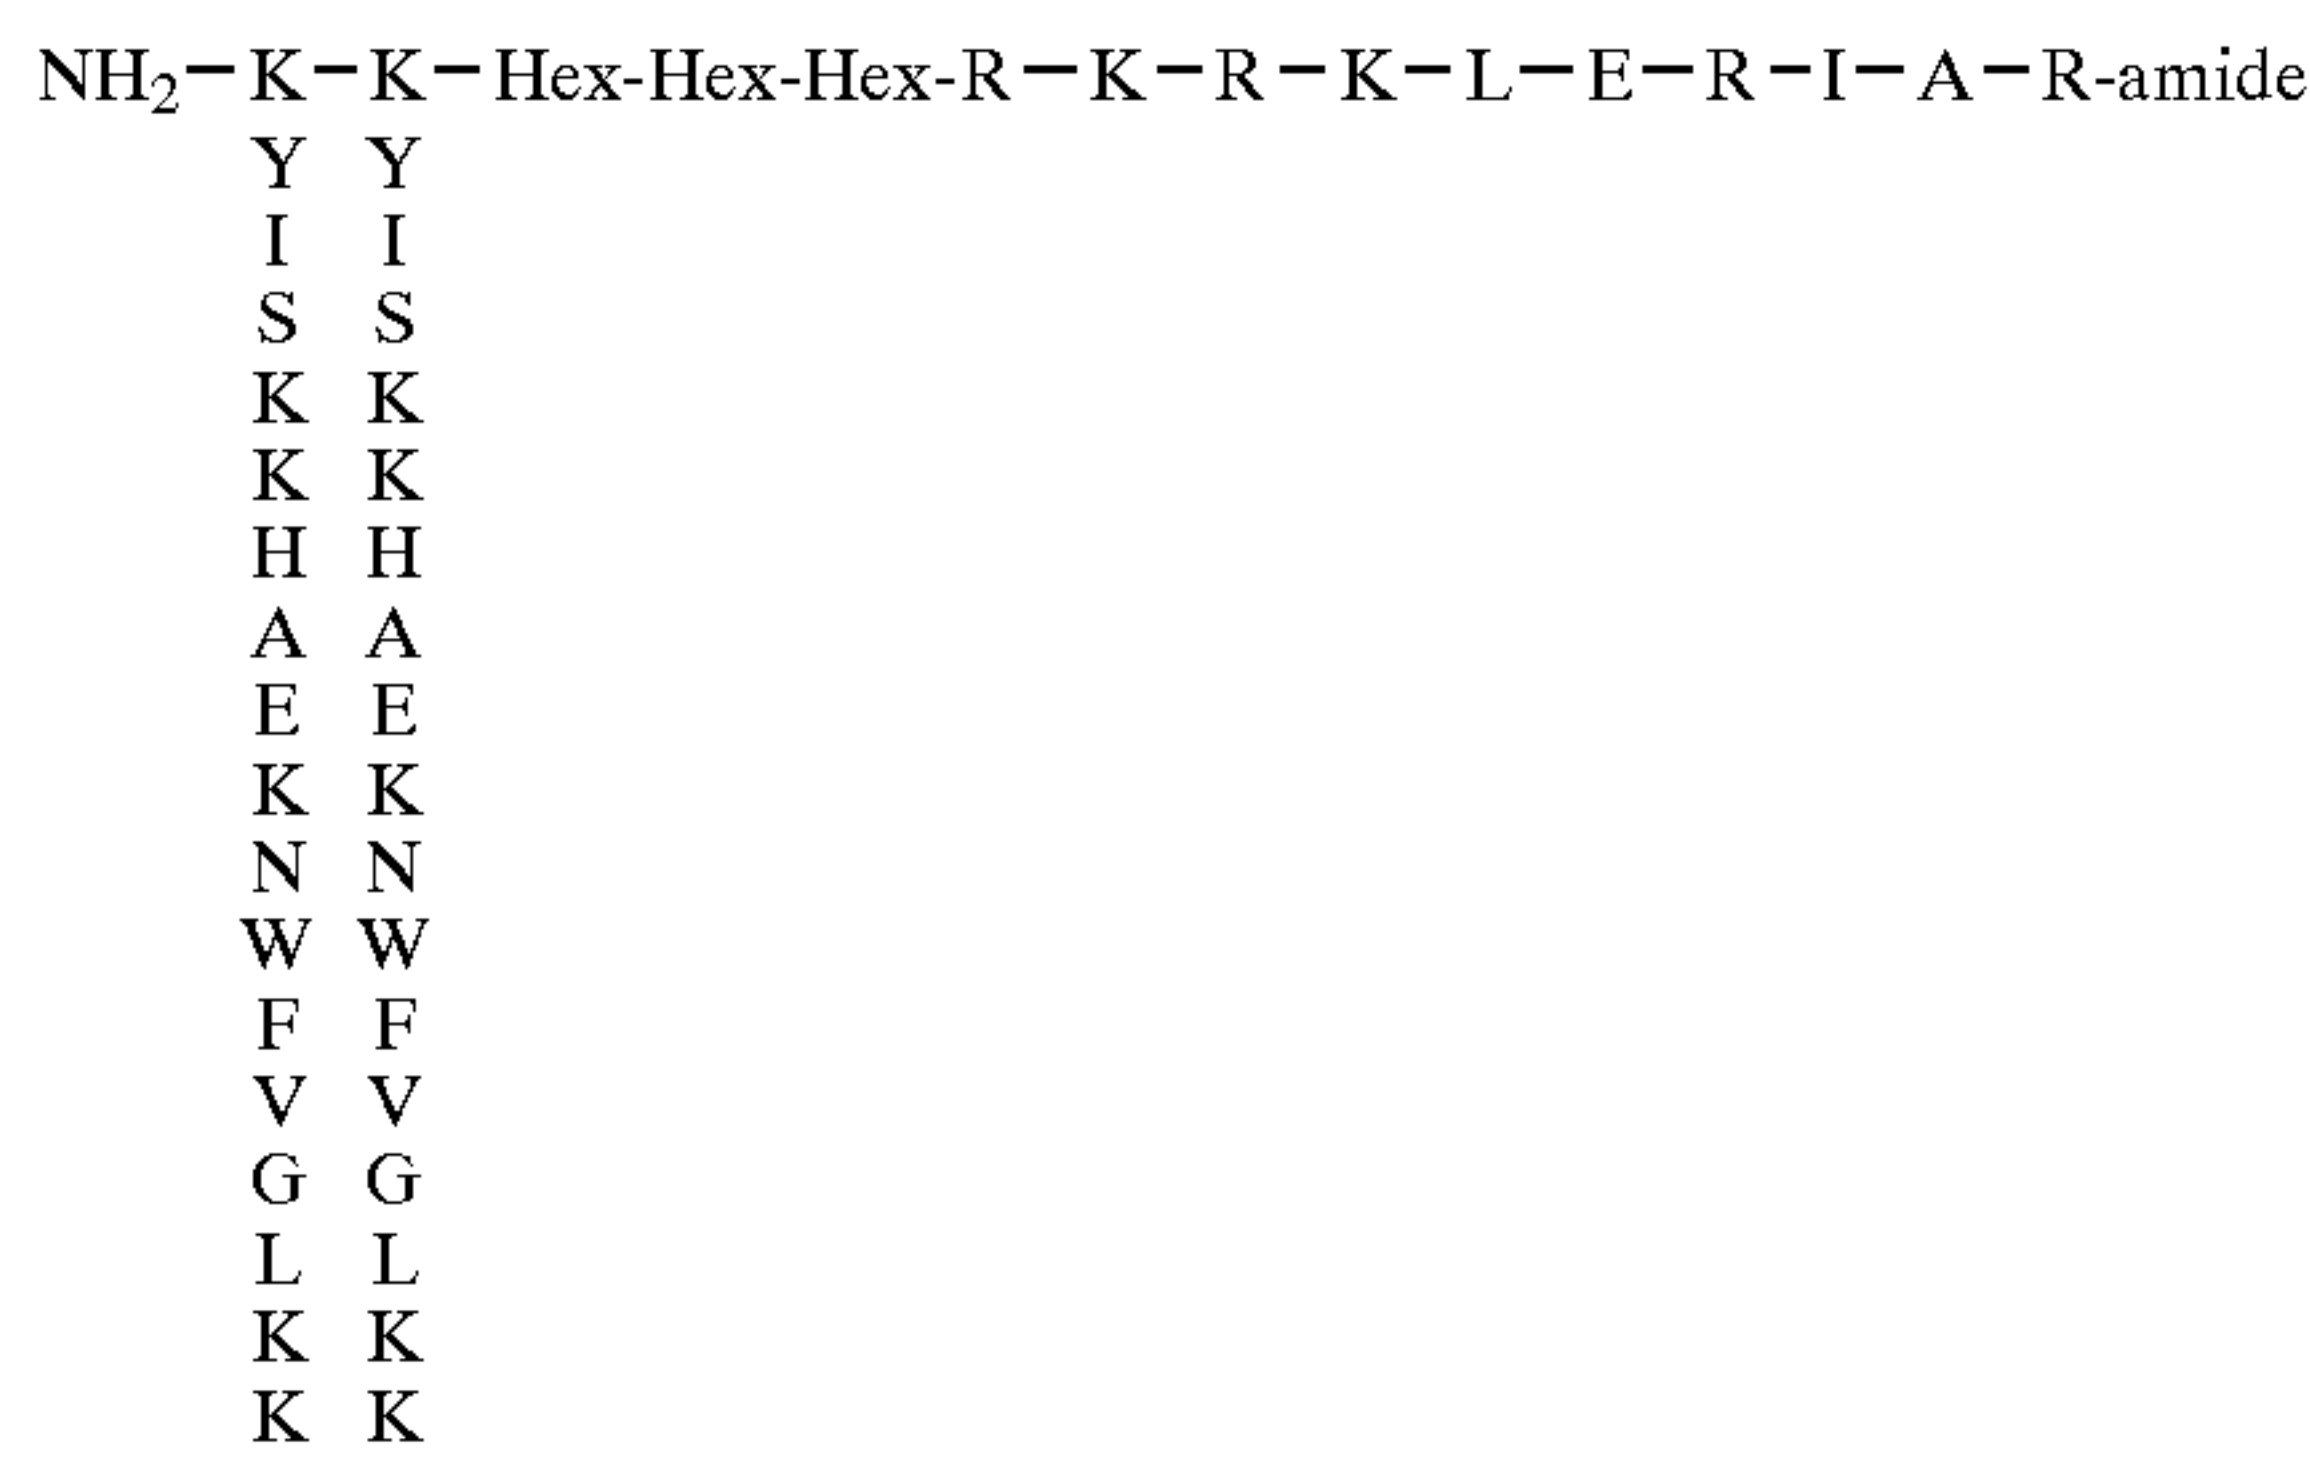 NH₂–K–K–Hex-Hex-Hex-R–K–R–K–L–E–R–I–A–R-amide
Y Y
I I
S S
K K
K K
H H
A A
E E
K K
N N
W W
F F
V V
G G
L L
K K
K K